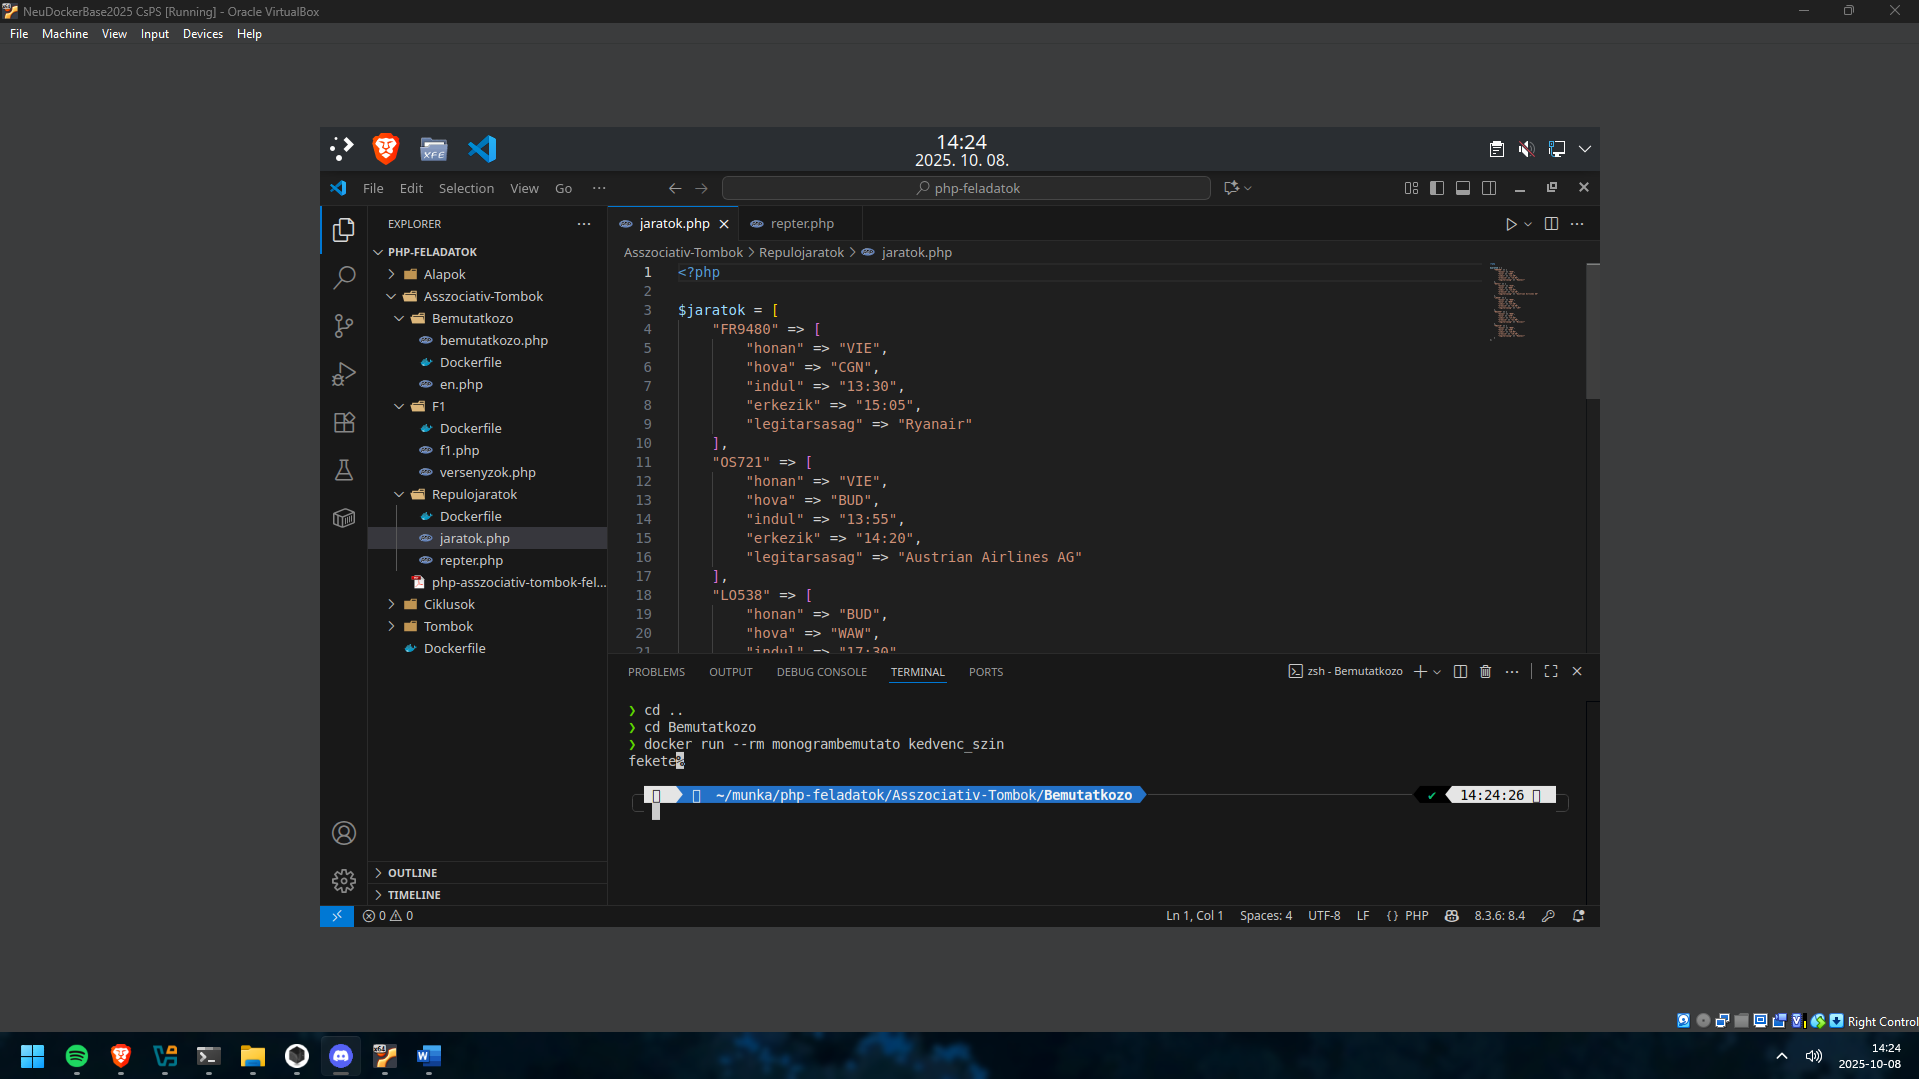 NeuDockerBase2025 CsPS [Running] - Oracle VirtualBox
File Machine View Input Devices Help
XFE
14:24
2025. 10. 08.
File Edit Selection View Go ···
php-feladatok
EXPLORER
PHP-FELADATOK
Alapok
Asszociativ-Tombok
Bemutatkozo
bemutatkozo.php
Dockerfile
en.php
F1
Dockerfile
f1.php
versenyzok.php
Repulojaratok
Dockerfile
jaratok.php
repter.php
php-asszociativ-tombok-fel...
Ciklusok
Tombok
Dockerfile
OUTLINE
TIMELINE
jaratok.php repter.php
Asszociativ-Tombok > Repulojaratok > jaratok.php
1 <?php
2
3 $jaratok = [
4 "FR9480" => [
5 "honan" => "VIE",
6 "hova" => "CGN",
7 "indul" => "13:30",
8 "erkezik" => "15:05",
9 "legitarsasag" => "Ryanair"
10 ],
11 "OS721" => [
12 "honan" => "VIE",
13 "hova" => "BUD",
14 "indul" => "13:55",
15 "erkezik" => "14:20",
16 "legitarsasag" => "Austrian Airlines AG"
17 ],
18 "LO538" => [
19 "honan" => "BUD",
20 "hova" => "WAW",
21 "indul" => "17:30"
PROBLEMS OUTPUT DEBUG CONSOLE TERMINAL PORTS
zsh - Bemutatkozo
❯ cd ..
❯ cd Bemutatkozo
❯ docker run --rm monogrambemutato kedvenc_szin
fekete%
~/munka/php-feladatok/Asszociativ-Tombok/Bemutatkozo ✔ 14:24:26
0 0
Ln 1, Col 1 Spaces: 4 UTF-8 LF {} PHP 8.3.6: 8.4
Right Control
14:24
2025-10-08